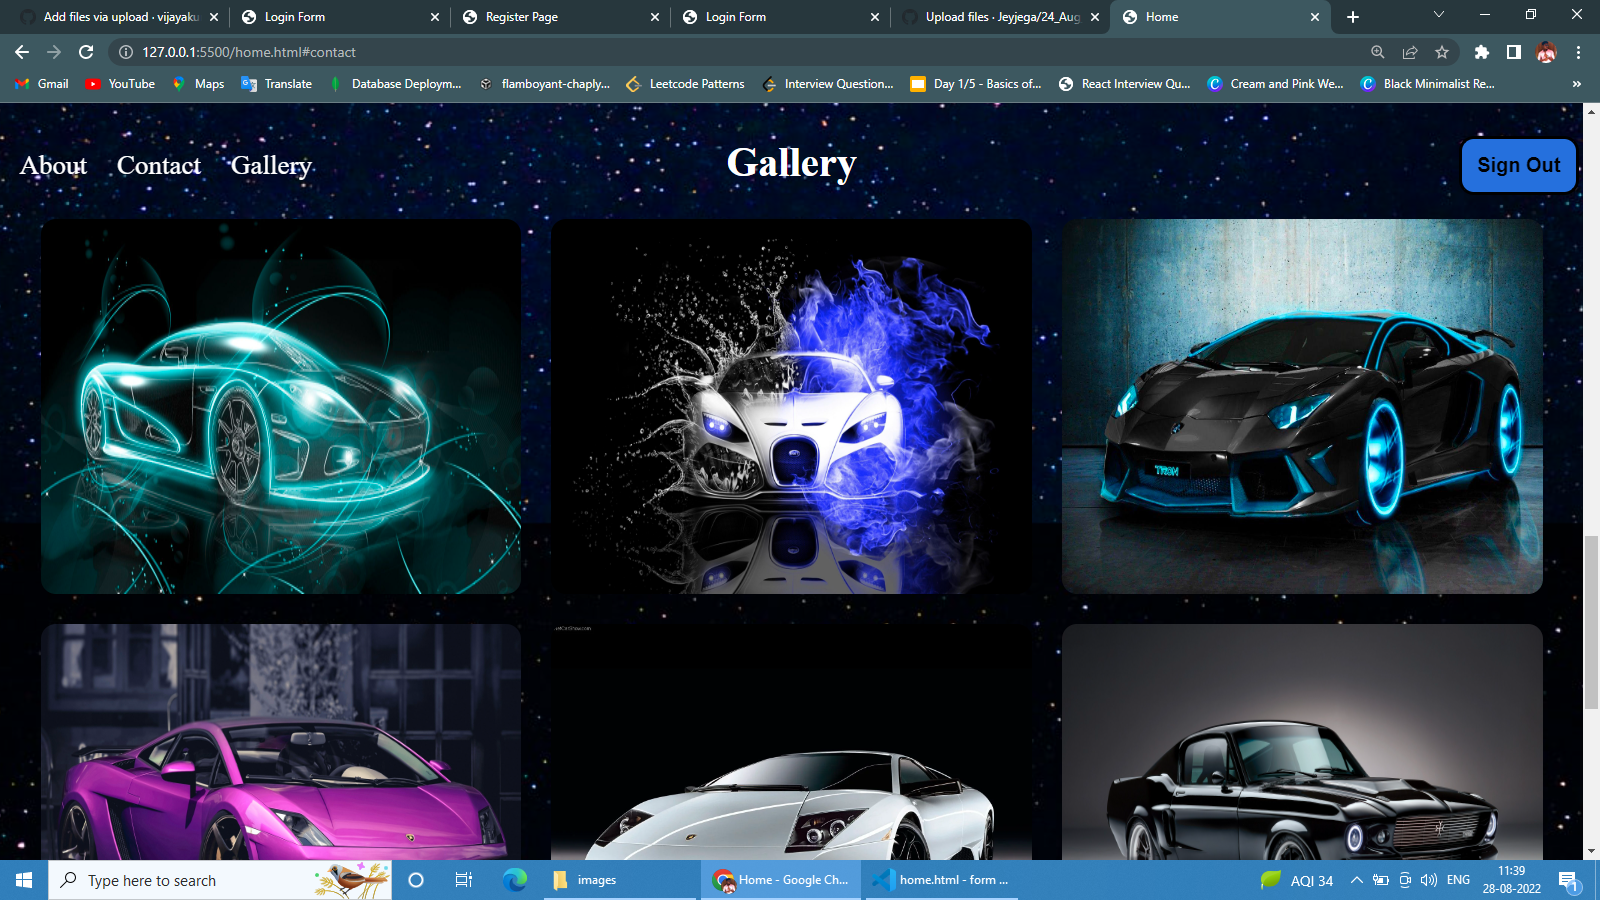 Add files via upload · vijayaku
Login Form
Register Page
Login Form
Upload files · Jeyjega/24_Aug
Home
127.0.0.1:5500/home.html#contact
Gmail
YouTube
Maps
Translate
Database Deploym...
flamboyant-chaply...
Leetcode Patterns
Interview Question...
Day 1/5 - Basics of...
React Interview Qu...
Cream and Pink We...
Black Minimalist Re...
»
About
Contact
Gallery
Gallery
Sign Out
TRON
Type here to search
images
Home - Google Ch...
home.html - form ...
AQI 34
ENG
11:39
28-08-2022
1